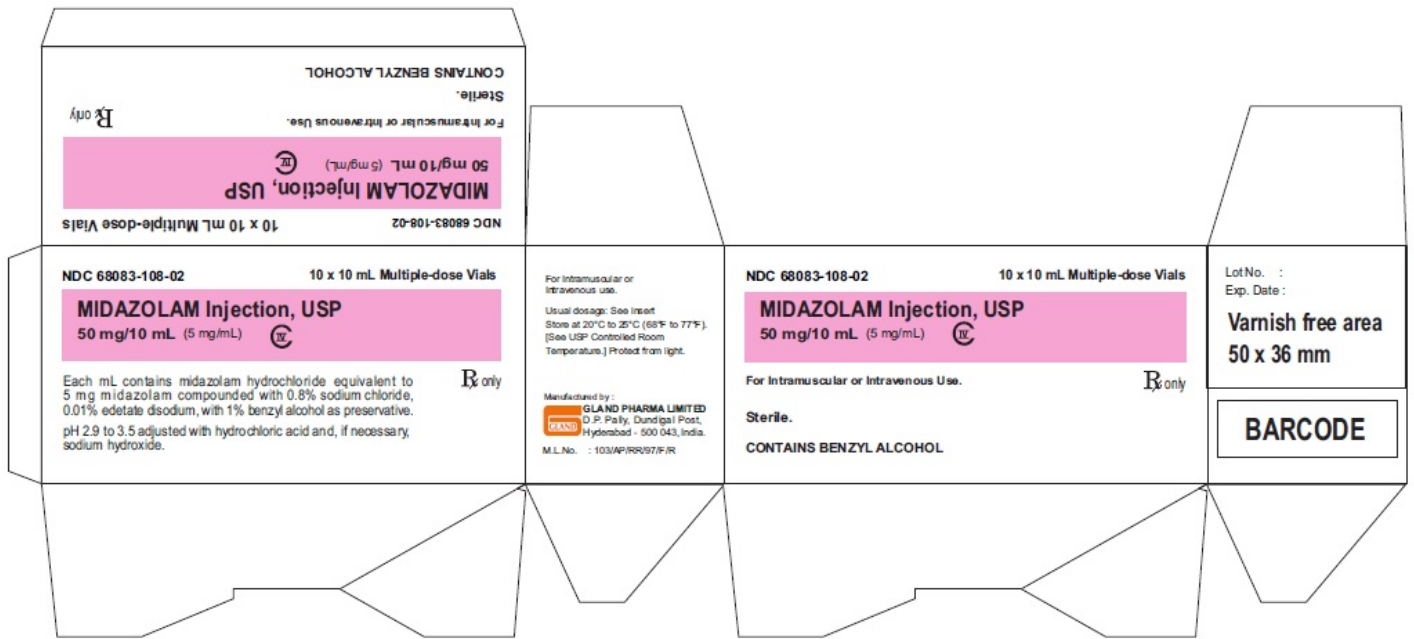 CONTAINS BENZYL ALCOHOL
Sterile.
For Intramuscular or Intravenous Use.
℞ only
50 mg/10 mL (5 mg/mL) CIV
MIDAZOLAM Injection, USP
NDC 68083-108-02 10 x 10 mL Multiple-dose Vials
NDC 68083-108-02 10 x 10 mL Multiple-dose Vials
MIDAZOLAM Injection, USP
50 mg/10 mL (5 mg/mL) CIV
℞ only
Each mL contains midazolam hydrochloride equivalent to
5 mg midazolam compounded with 0.8% sodium chloride,
0.01% edetate disodium, with 1% benzyl alcohol as preservative.
pH 2.9 to 3.5 adjusted with hydrochloric acid and, if necessary,
sodium hydroxide.
For Intramuscular or
Intravenous use.
Usual dosage: See Insert
Store at 20°C to 25°C (68°F to 77°F).
[See USP Controlled Room
Temperature.] Protect from light.
Manufactured by :
GLAND
GLAND PHARMA LIMITED
D.P. Pally, Dundigal Post,
Hyderabad - 500 043, India.
M.L.No. : 103/AP/RR/97/F/R
NDC 68083-108-02 10 x 10 mL Multiple-dose Vials
MIDAZOLAM Injection, USP
50 mg/10 mL (5 mg/mL) CIV
For Intramuscular or Intravenous Use.
℞ only
Sterile.
CONTAINS BENZYL ALCOHOL
Lot No. :
Exp. Date :
Varnish free area
50 x 36 mm
BARCODE